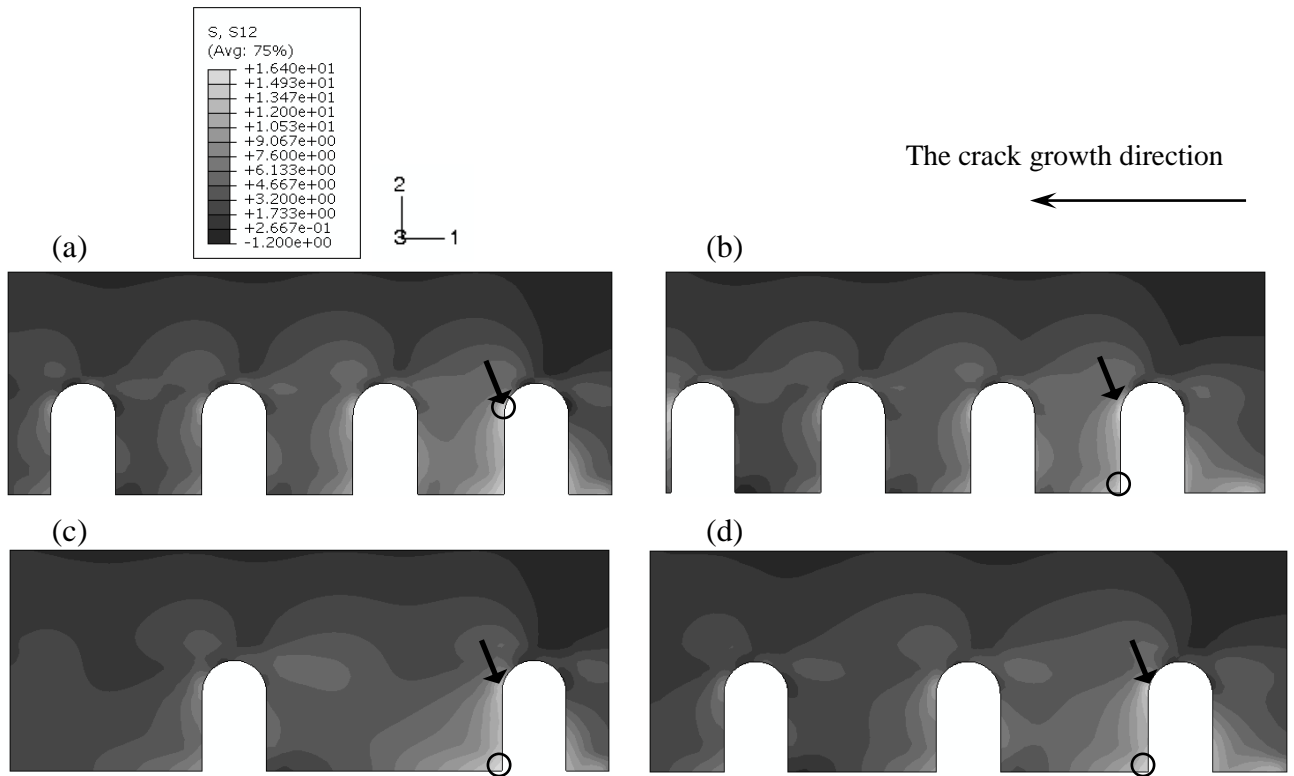 S, S12
(Avg: 75%)
+1.640e+01
+1.493e+01
+1.347e+01
+1.200e+01
+1.053e+01
+9.067e+00
+7.600e+00
+6.133e+00
+4.667e+00
+3.200e+00
+1.733e+00
+2.667e-01
-1.200e+00
2
3 1
The crack growth direction
(a)
(b)
(c)
(d)